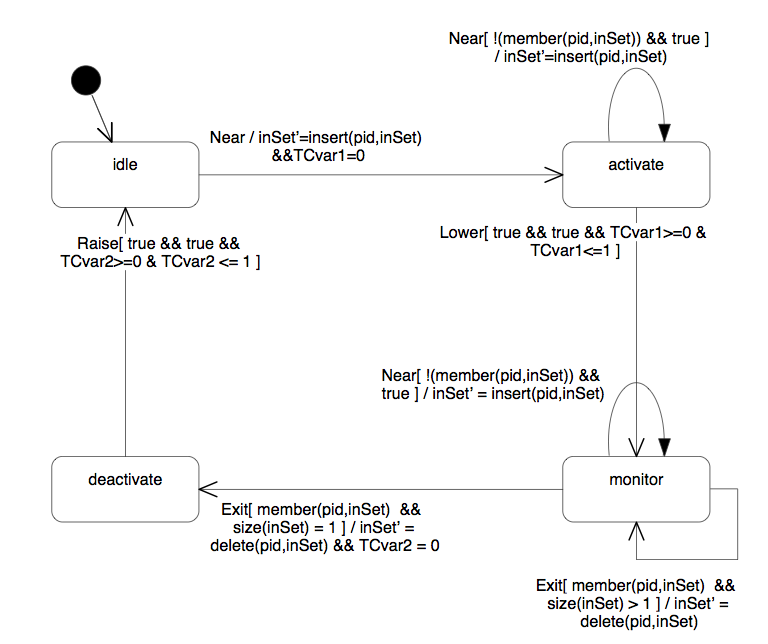 Near[ !(member(pid,inSet)) && true ]
/ inSet'=insert(pid,inSet)
Near / inSet'=insert(pid,inSet)
&&TCvar1=0
idle
activate
Raise[ true && true &&
TCvar2>=0 & TCvar2 <= 1 ]
Lower[ true && true && TCvar1>=0 &
TCvar1<=1 ]
Near[ !(member(pid,inSet)) &&
true ] / inSet' = insert(pid,inSet)
deactivate
monitor
Exit[ member(pid,inSet)  &&
size(inSet) = 1 ] / inSet' =
delete(pid,inSet) && TCvar2 = 0
Exit[ member(pid,inSet)  &&
size(inSet) > 1 ] / inSet' =
delete(pid,inSet)